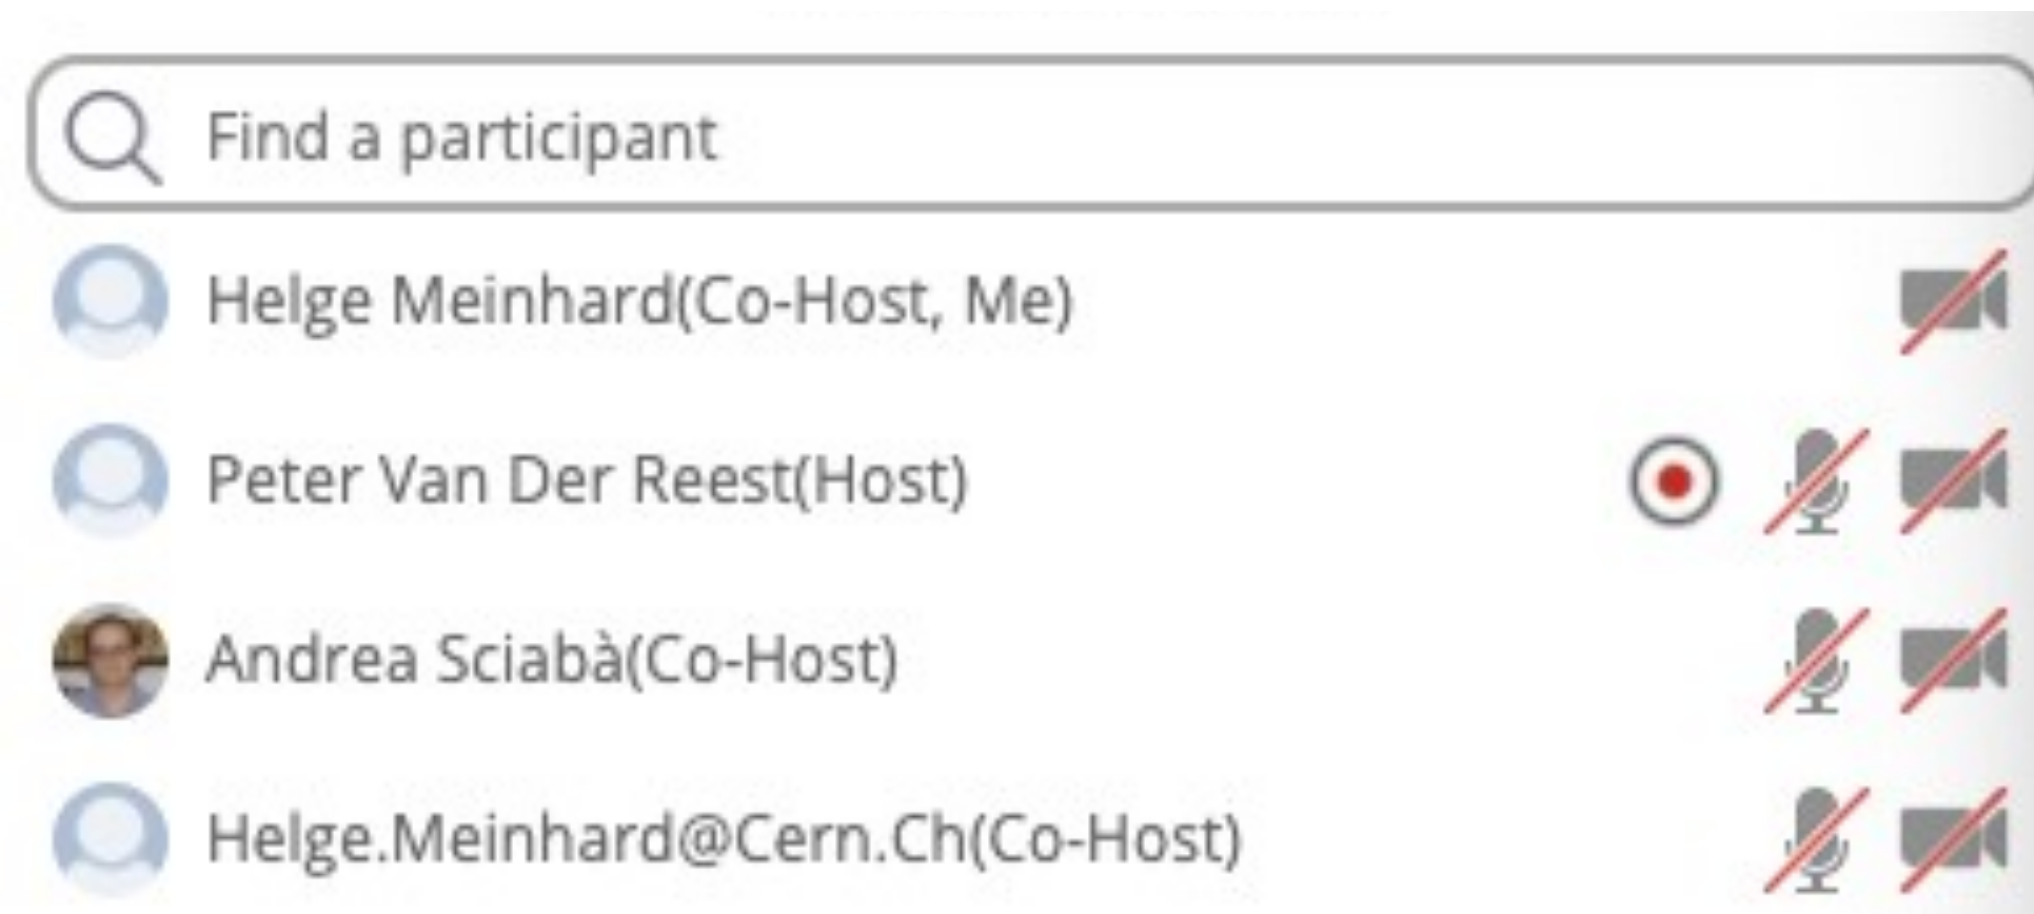 Find a participant
Helge Meinhard(Co-Host, Me)
Peter Van Der Reest(Host)
Andrea Sciabà(Co-Host)
Helge.Meinhard@Cern.Ch(Co-Host)